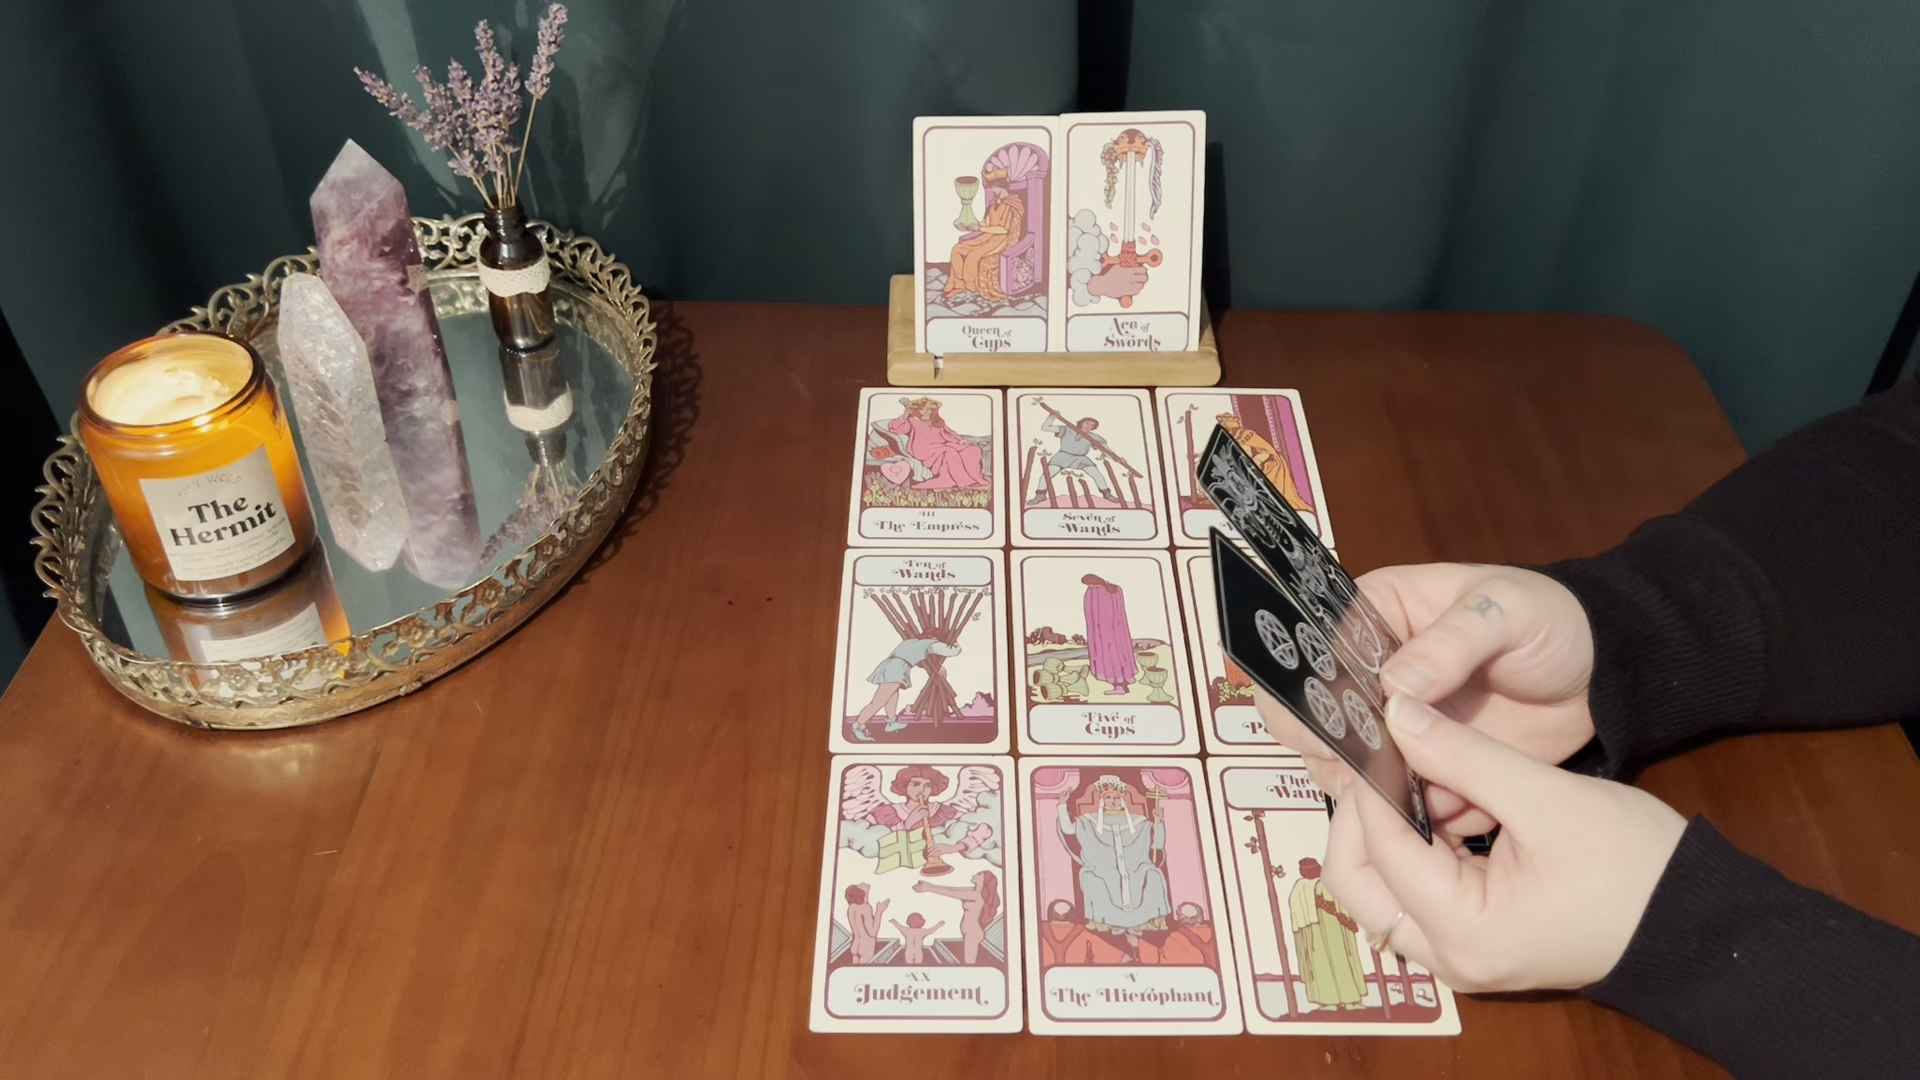 The
Hermit
Queen of
Cups
Ace of
Swords
III
The Empress
Seven of
Wands
Ten of
Wands
Five of
Cups
XX
Judgement
V
The Hierophant